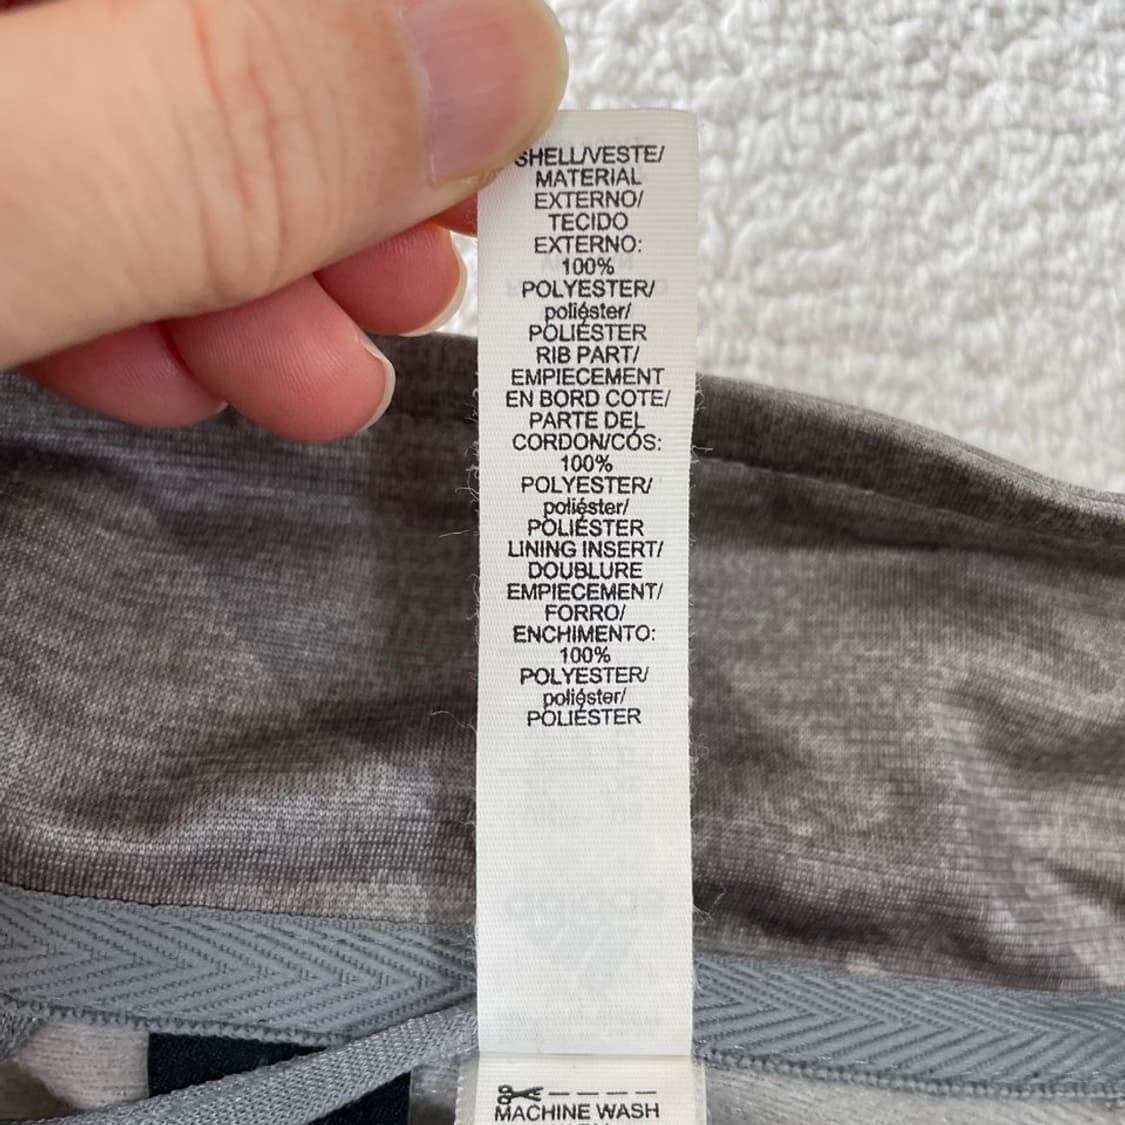 SHELL/VESTE/
MATERIAL
EXTERNO/
TECIDO
EXTERNO:
100%
POLYESTER/
poliéster/
POLIÉSTER
RIB PART/
EMPIECEMENT
EN BORD COTE/
PARTE DEL
CORDON/CÓS:
100%
POLYESTER/
poliéster/
POLIÉSTER
LINING INSERT/
DOUBLURE
EMPIECEMENT/
FORRO/
ENCHIMENTO:
100%
POLYESTER/
poliéster/
POLIÉSTER
adidas
MACHINE WASH